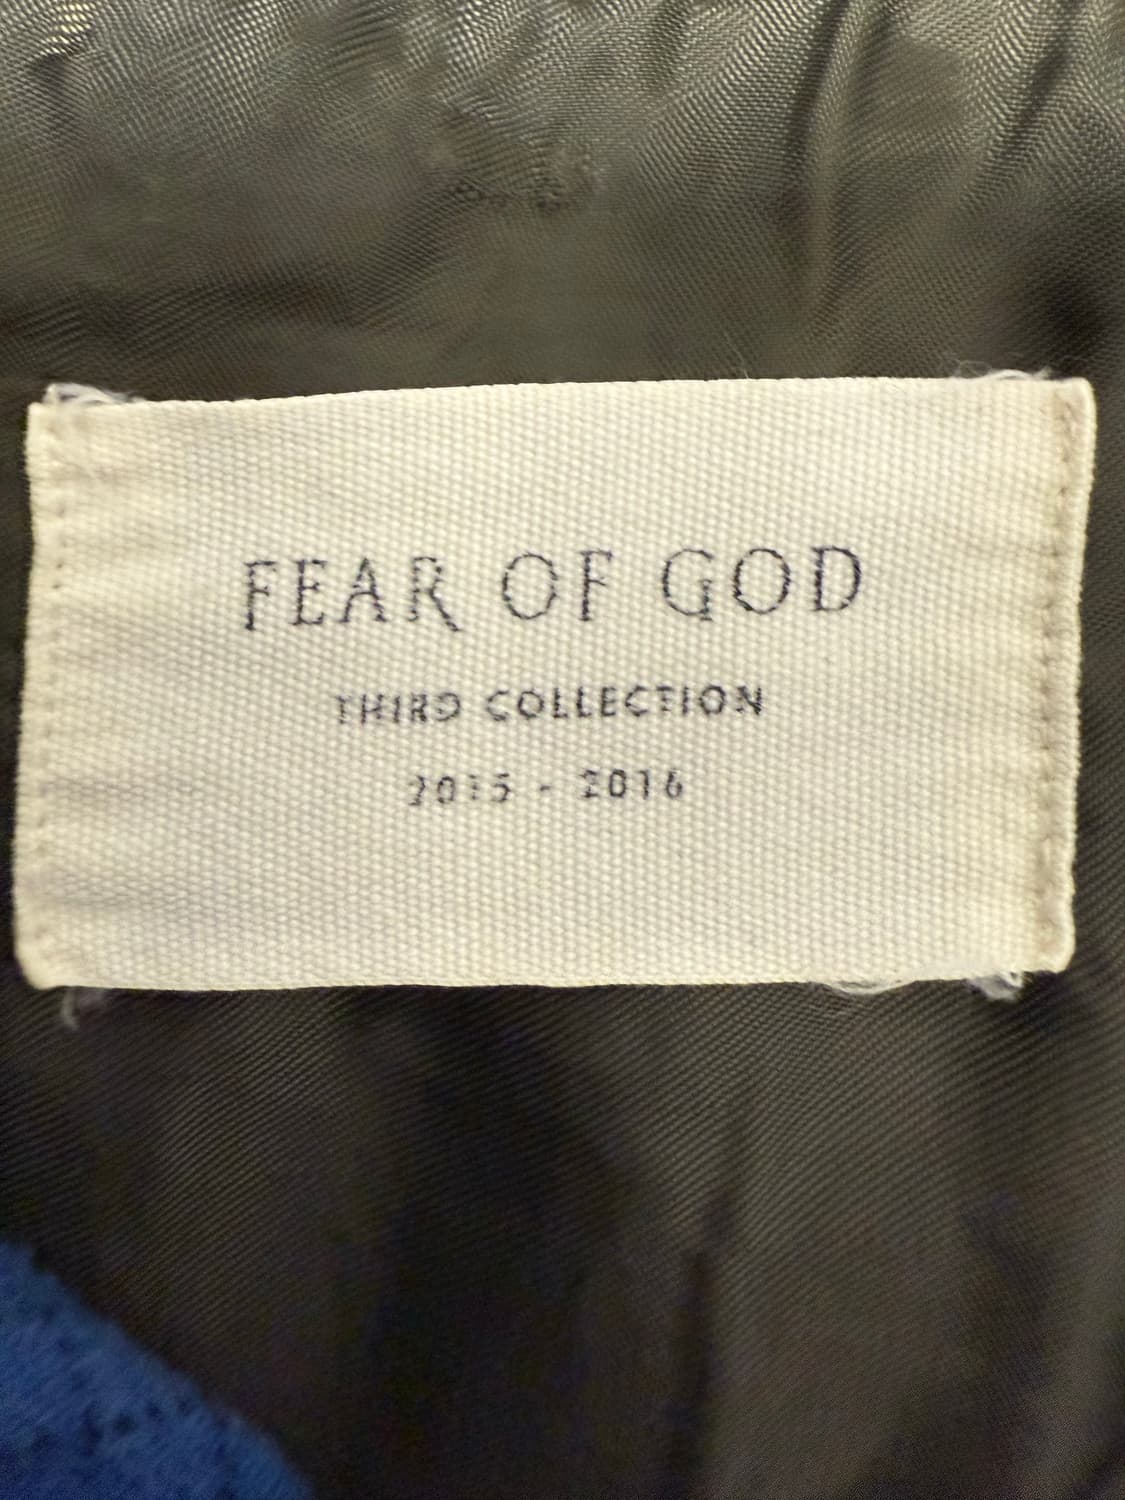 FEAR OF GOD
THIRD COLLECTION
2015 - 2016